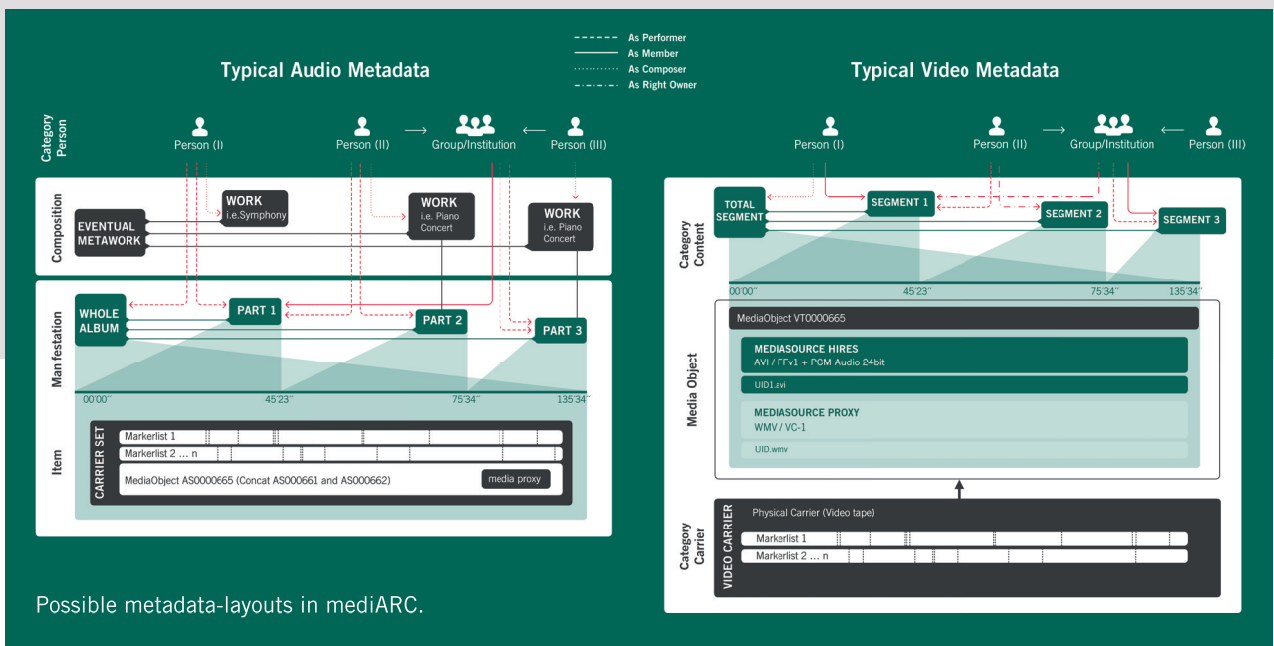 As Performer
As Member
As Composer
As Right Owner
Typical Audio Metadata
Typical Video Metadata
Category
Person
Person (I)
Person (II)
Group/Institution
Person (III)
Composition
EVENTUAL
METAWORK
WORK
i.e.Symphony
WORK
i.e. Piano
Concert
WORK
i.e. Piano
Concert
Manifestation
WHOLE
ALBUM
PART 1
PART 2
PART 3
00'00''
45'23''
75'34''
135'34''
Item
CARRIER SET
Markerlist 1
Markerlist 2 ... n
MediaObject AS0000665 (Concat AS000661 and AS000662)
media proxy
Possible metadata-layouts in mediARC.
Person (I)
Person (II)
Group/Institution
Person (III)
Category
Content
TOTAL
SEGMENT
SEGMENT 1
SEGMENT 2
SEGMENT 3
00'00''
45'23''
75'34''
135'34''
Media Object
MediaObject VT0000665
MEDIASOURCE HIRES
AVI / FFv1 + PCM Audio 24bit
UID1.avi
MEDIASOURCE PROXY
WMV / VC-1
UID.wmv
Category
Carrier
VIDEO CARRIER
Physical Carrier (Video tape)
Markerlist 1
Markerlist 2 ... n